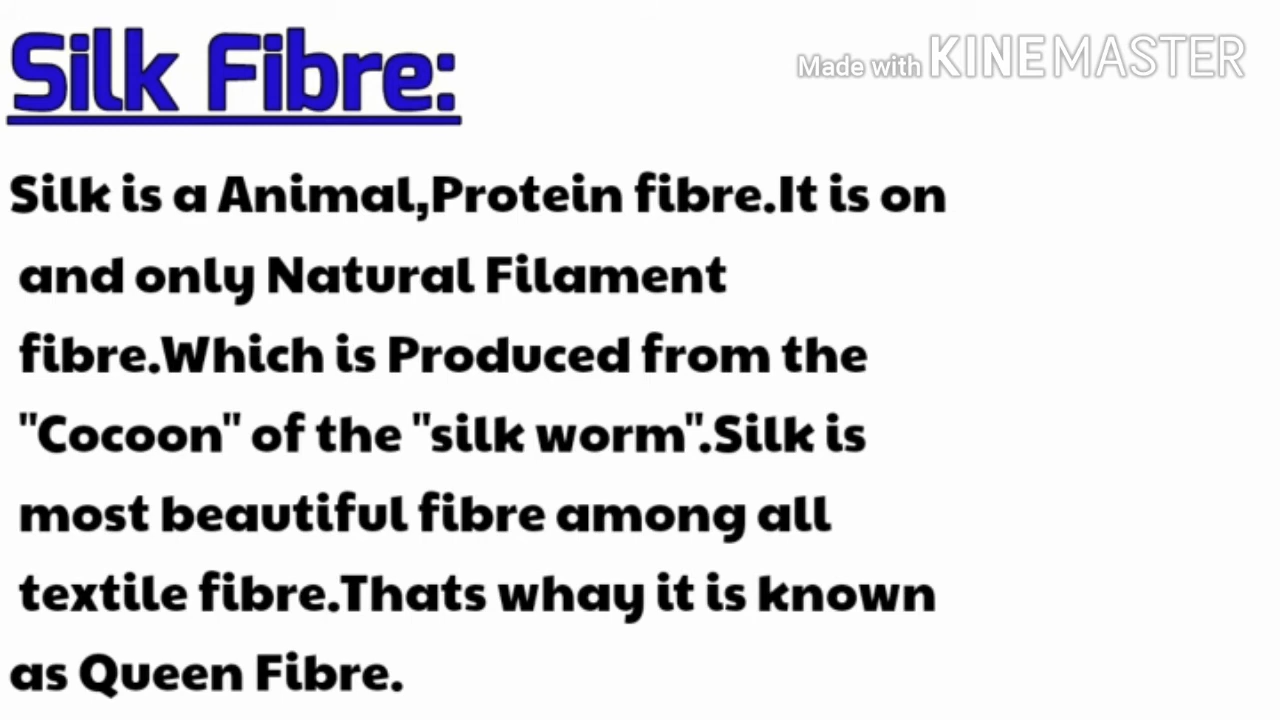 Silk Fibre:
Made with KINEMASTER
Silk is a Animal,Protein fibre.It is on
and only Natural Filament
fibre.Which is Produced from the
"Cocoon" of the "silk worm".Silk is
most beautiful fibre among all
textile fibre.Thats whay it is known
as Queen Fibre.